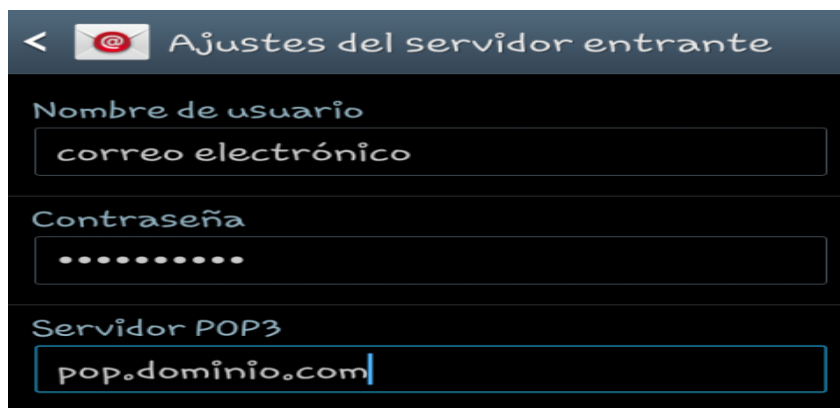 < @ Ajustes del servidor entrante
Nombre de usuario
correo electrónico
Contraseña
••••••••••
Servidor POP3
pop.dominio.com